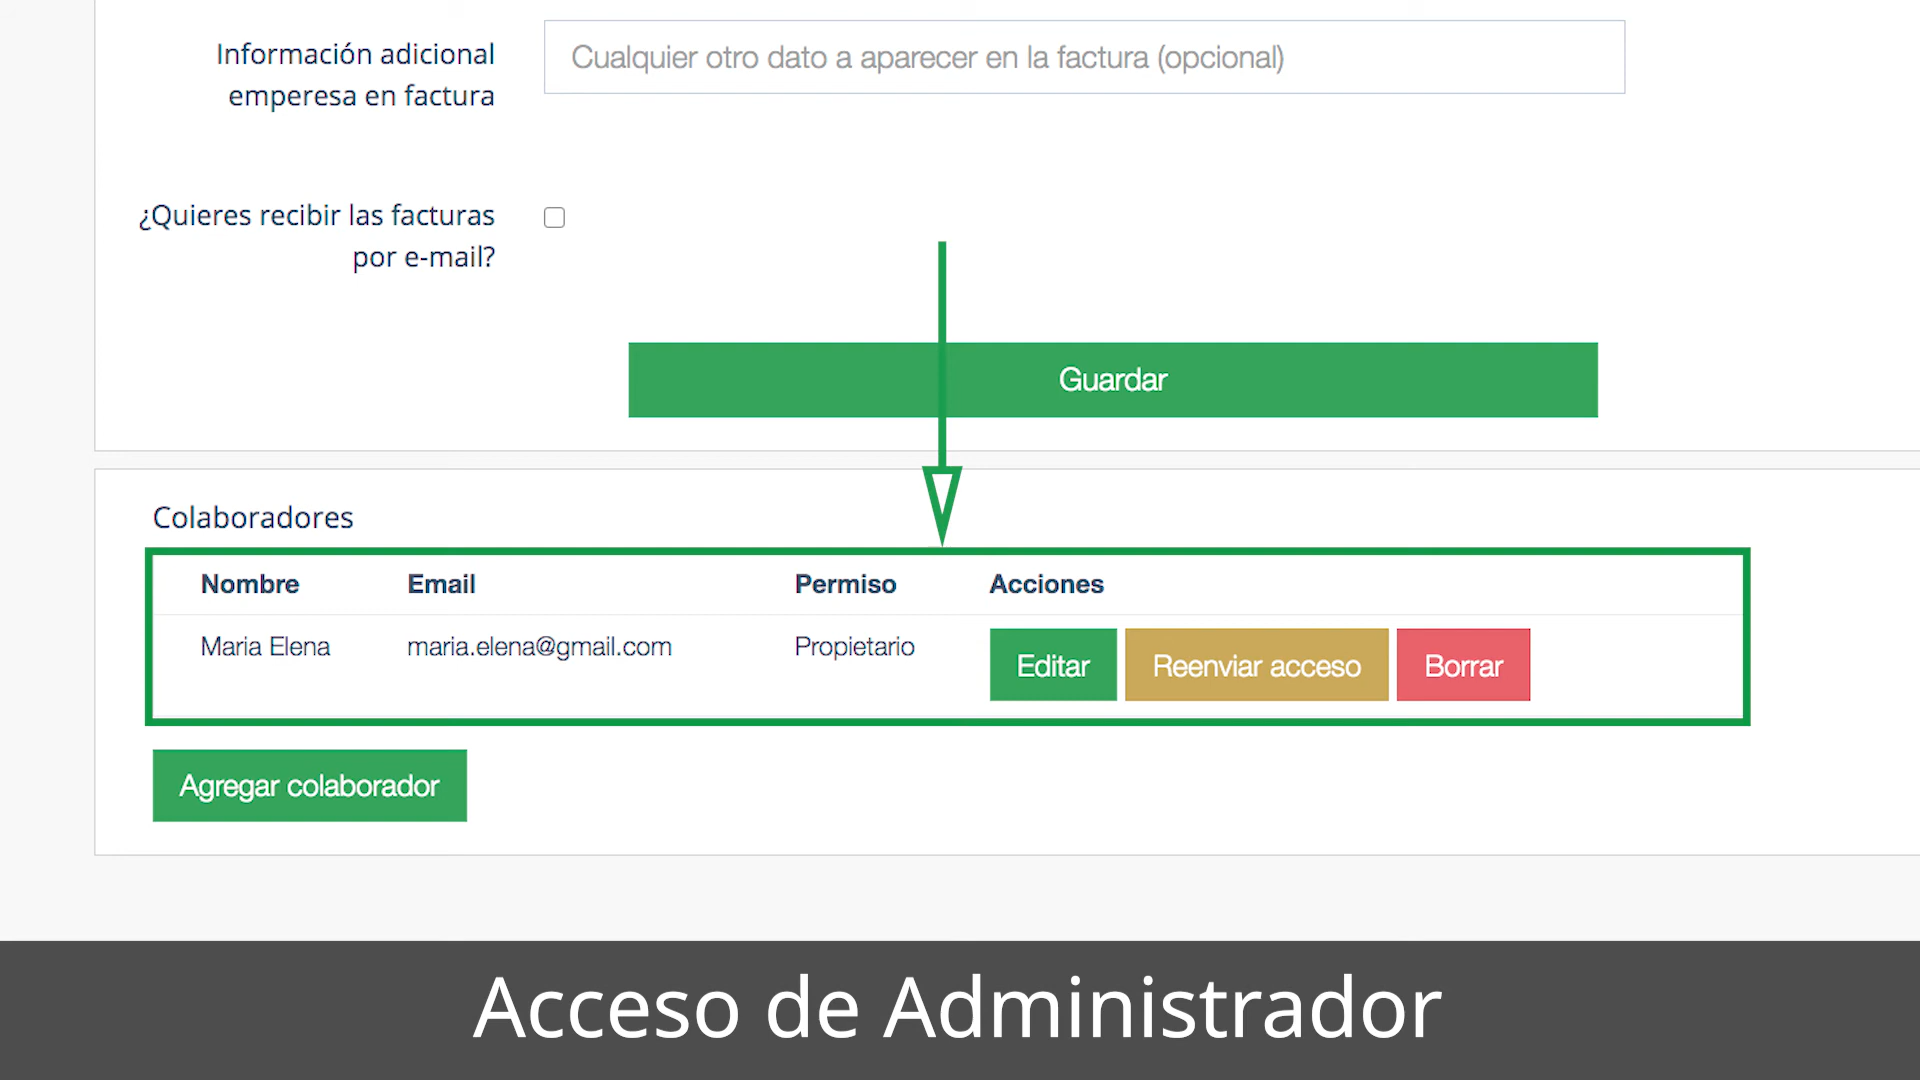 Información adicional
emperesa en factura
Cualquier otro dato a aparecer en la factura (opcional)
¿Quieres recibir las facturas
por e-mail?
Guardar
Colaboradores
Nombre Email Permiso Acciones
Maria Elena maria.elena@gmail.com Propietario Editar Reenviar acceso Borrar
Agregar colaborador
Acceso de Administrador